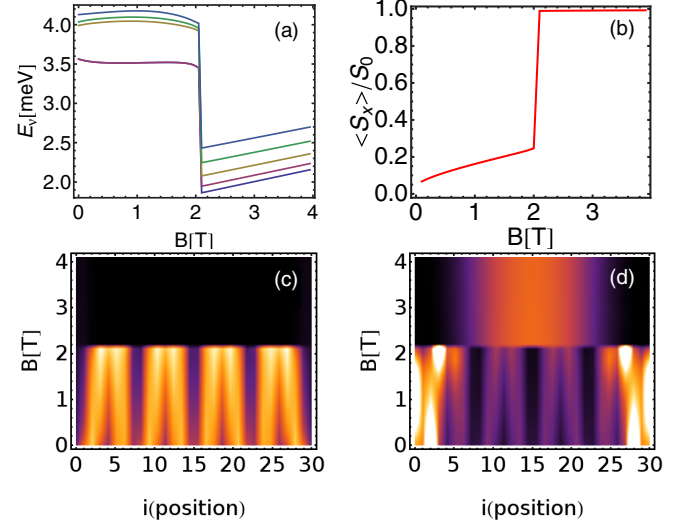 (a)
E_ν[meV]
4.0
3.5
3.0
2.5
2.0
0 1 2 3 4
B[T]
(b)
<S_x>/S_0
1.0
0.8
0.6
0.4
0.2
0.0
0 1 2 3
B[T]
(c)
B[T]
4
3
2
1
0
0 5 10 15 20 25 30
i(position)
(d)
B[T]
4
3
2
1
0
0 5 10 15 20 25 30
i(position)